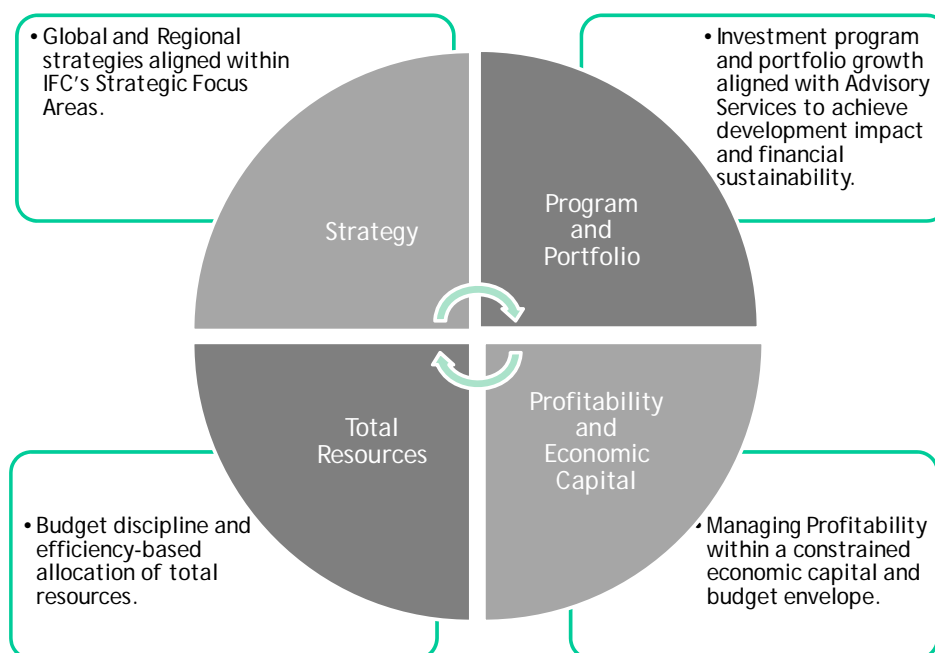 • Global and Regional
strategies aligned within
IFC's Strategic Focus
Areas.
• Investment program
and portfolio growth
aligned with Advisory
Services to achieve
development impact
and financial
sustainability.
Strategy
Program
and
Portfolio
Total
Resources
Profitability
and
Economic
Capital
• Budget discipline and
efficiency-based
allocation of total
resources.
• Managing Profitability
within a constrained
economic capital and
budget envelope.